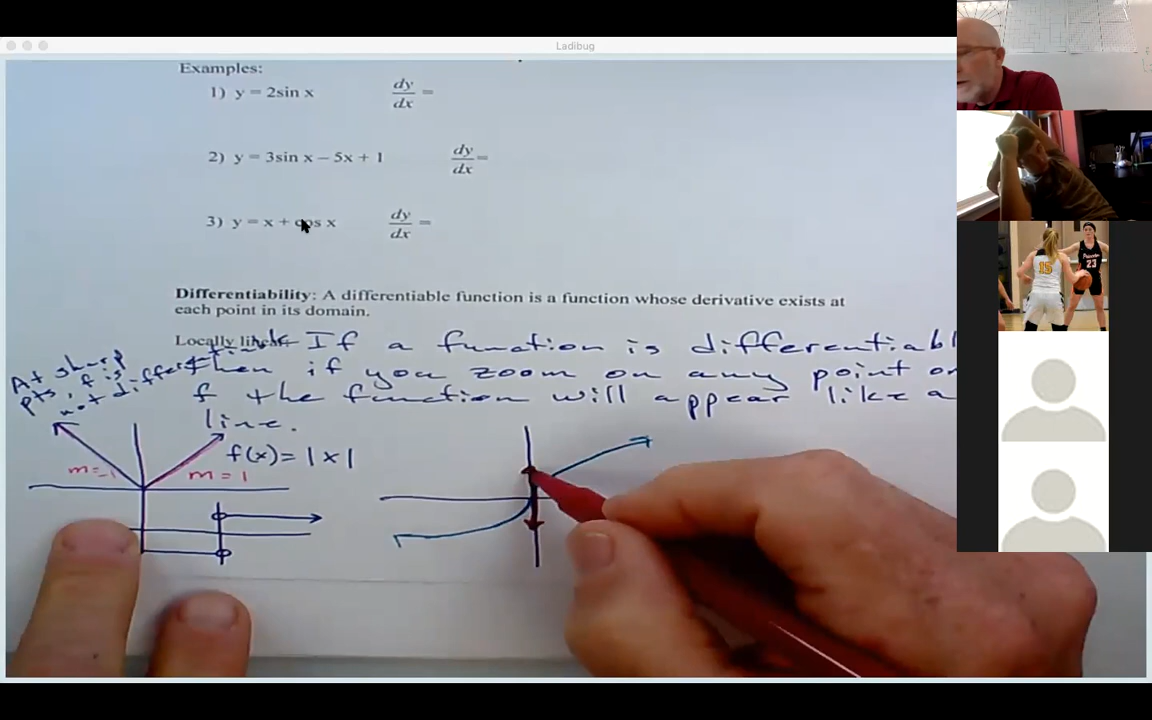 Ladibug
Examples:
1) y = 2sin x dy/dx =
2) y = 3sin x – 5x + 1 dy/dx =
3) y = x + cos x dy/dx =
Differentiability: A differentiable function is a function whose derivative exists at
each point in its domain.
Locally linear If a function is differentiabl
then if you zoom on any point on
f the function will appear like a
line.
At sharp
pts, f is
not different
f(x) = |x|
m=-1 m=1
15
23